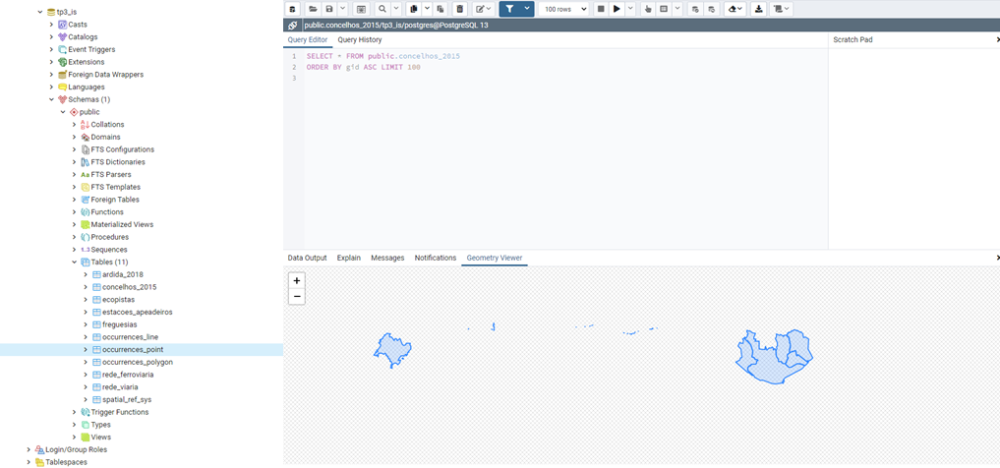 tp3_is
Casts
Catalogs
Event Triggers
Extensions
Foreign Data Wrappers
Languages
Schemas (1)
public
Collations
Domains
FTS Configurations
FTS Dictionaries
FTS Parsers
FTS Templates
Foreign Tables
Functions
Materialized Views
Procedures
Sequences
Tables (11)
ardida_2018
concelhos_2015
ecopistas
estacoes_apeadeiros
freguesias
occurrences_line
occurrences_point
occurrences_polygon
rede_ferroviaria
rede_viaria
spatial_ref_sys
Trigger Functions
Types
Views
Login/Group Roles
Tablespaces
100 rows
public.concelhos_2015/tp3_is/postgres@PostgreSQL 13
Query Editor Query History
Scratch Pad
1 SELECT * FROM public.concelhos_2015
2 ORDER BY gid ASC LIMIT 100
3
Data Output Explain Messages Notifications Geometry Viewer
+
−